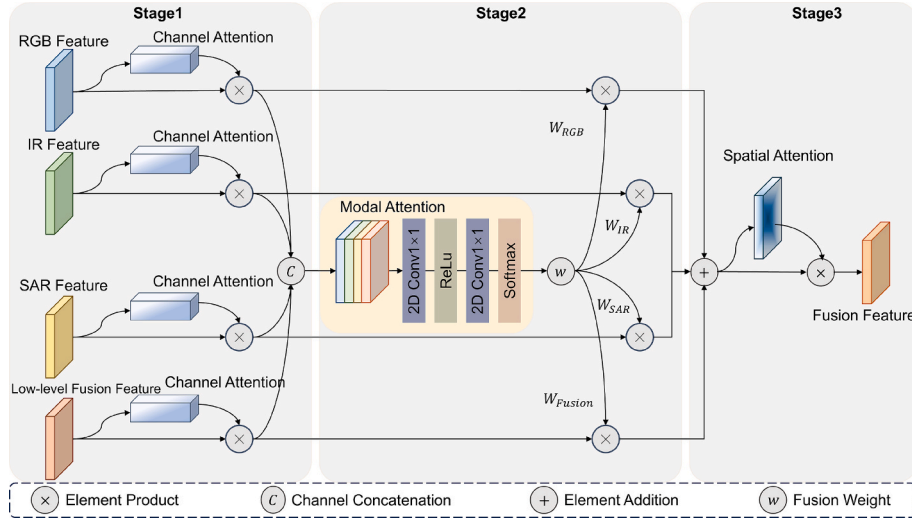 Stage1
Stage2
Stage3
RGB Feature
Channel Attention
×
×
W_RGB
IR Feature
Channel Attention
×
×
W_IR
Spatial Attention
Modal Attention
C
2D Conv1×1
ReLu
2D Conv1×1
Softmax
w
+
×
Fusion Feature
SAR Feature
Channel Attention
×
×
W_SAR
Low-level Fusion Feature
Channel Attention
×
×
W_Fusion
× Element Product
C Channel Concatenation
+ Element Addition
w Fusion Weight